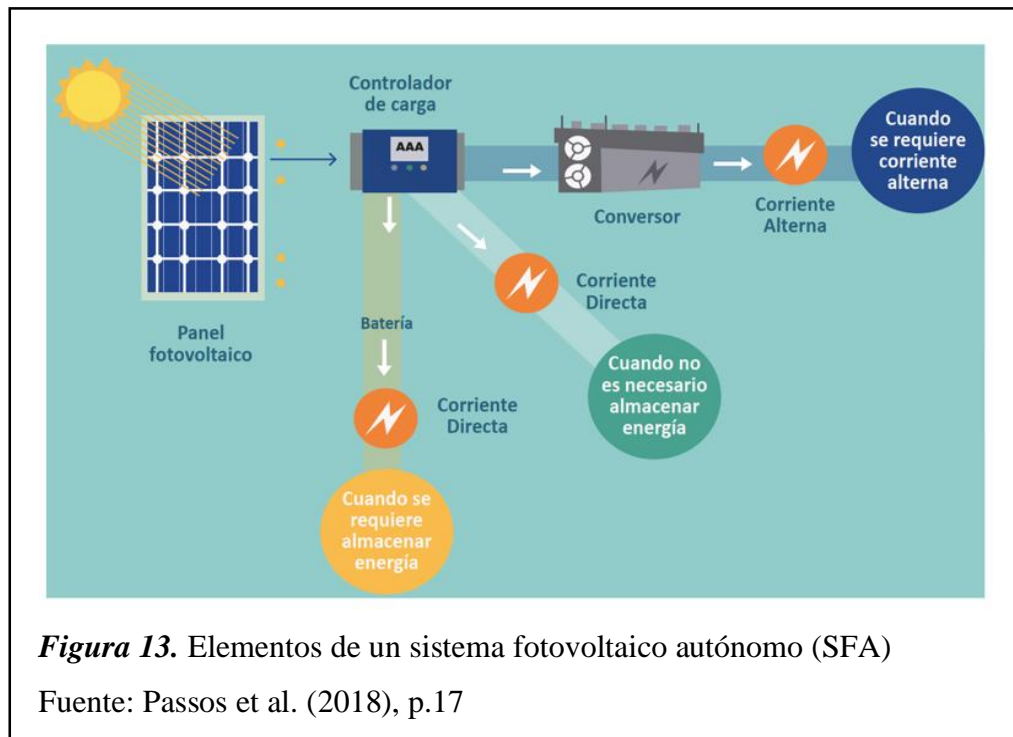 Controlador
de carga
AAA
Cuando
se requiere
corriente
alterna
Conversor
Corriente
Alterna
Panel
fotovoltaico
Batería
Corriente
Directa
Corriente
Directa
Cuando no
es necesario
almacenar
energía
Cuando se
requiere
almacenar
energía
Figura 13. Elementos de un sistema fotovoltaico autónomo (SFA)
Fuente: Passos et al. (2018), p.17